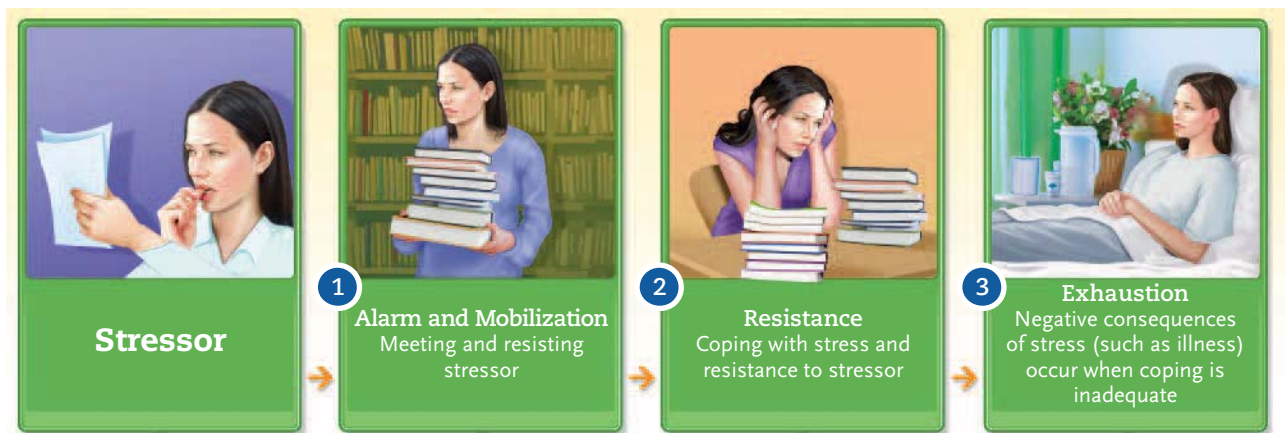 Stressor
1
Alarm and Mobilization
Meeting and resisting
stressor
2
Resistance
Coping with stress and
resistance to stressor
3
Exhaustion
Negative consequences
of stress (such as illness)
occur when coping is
inadequate